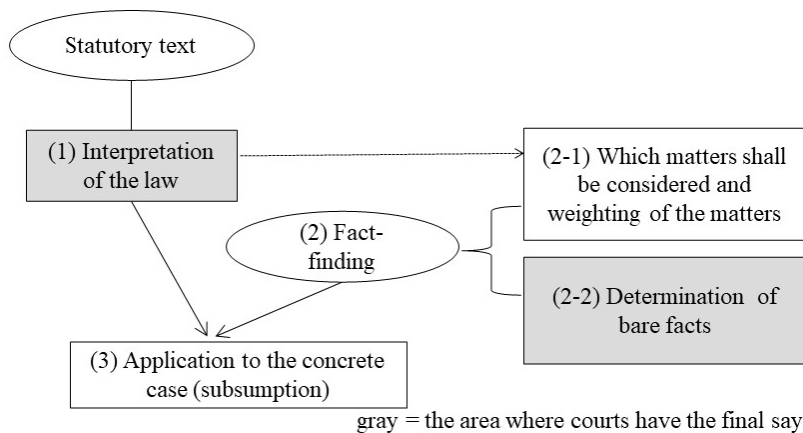 Statutory text
(1) Interpretation
of the law
(2-1) Which matters shall
be considered and
weighting of the matters
(2) Fact-
finding
(2-2) Determination of
bare facts
(3) Application to the concrete
case (subsumption)
gray = the area where courts have the final say